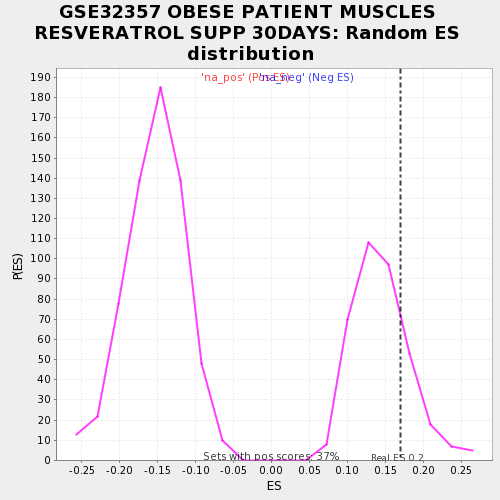 GSE32357 OBESE PATIENT MUSCLES
RESVERATROL SUPP 30DAYS: Random ES
distribution
'na_pos' (Pos ES)
'na_neg' (Neg ES)
190
180
170
160
150
140
130
120
110
100
90
80
70
60
50
40
30
20
10
0
P(ES)
Sets with pos scores: 37%
Real ES 0.2
-0.25 -0.20 -0.15 -0.10 -0.05 0.00 0.05 0.10 0.15 0.20 0.25
ES